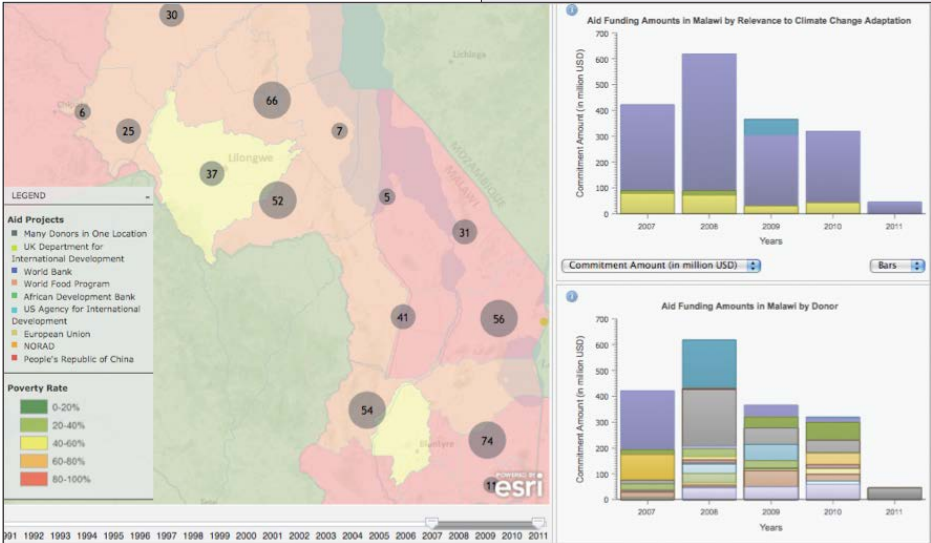 30
66
6
25
7
Lichinga
Lilongwe
37
52
5
MOZAMBIQUE
MALAWI
31
41
56
54
Blantyre
74
Tete
POWERED BY
esri
LEGEND
Aid Projects
Many Donors in One Location
UK Department for
International Development
World Bank
World Food Program
African Development Bank
US Agency for International
Development
European Union
NORAD
People's Republic of China
Poverty Rate
0-20%
20-40%
40-60%
60-80%
80-100%
991 1992 1993 1994 1995 1996 1997 1998 1999 2000 2001 2002 2003 2004 2005 2006 2007 2008 2009 2010 2011
Aid Funding Amounts in Malawi by Relevance to Climate Change Adaptation
Commitment Amount (in million USD)
700
600
500
400
300
200
100
0
2007 2008 2009 2010 2011
Years
Commitment Amount (in million USD)
Bars
Aid Funding Amounts in Malawi by Donor
Commitment Amount (in million USD)
700
600
500
400
300
200
100
0
2007 2008 2009 2010 2011
Years